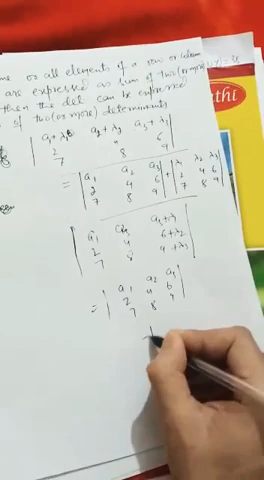 some or all elements of a row or column
are expressed as sum of two (or more)
then the det can be expressed
of two (or more) determinants
| a1+λ1 a2+λ2 a3+λ3 |
| 2 4 6 |
| 7 8 9 |
= | a1 a2 a3 | + | λ1 λ2 λ3 |
| 2 4 6 | | 2 4 6 |
| 7 8 9 | | 7 8 9 |
| a1 a2 a3+λ1 |
| 2 4 6+λ2 |
| 7 8 9+λ3 |
= | a1 a2 a3 |
| 2 4 6 |
| 7 8 9 |
thi